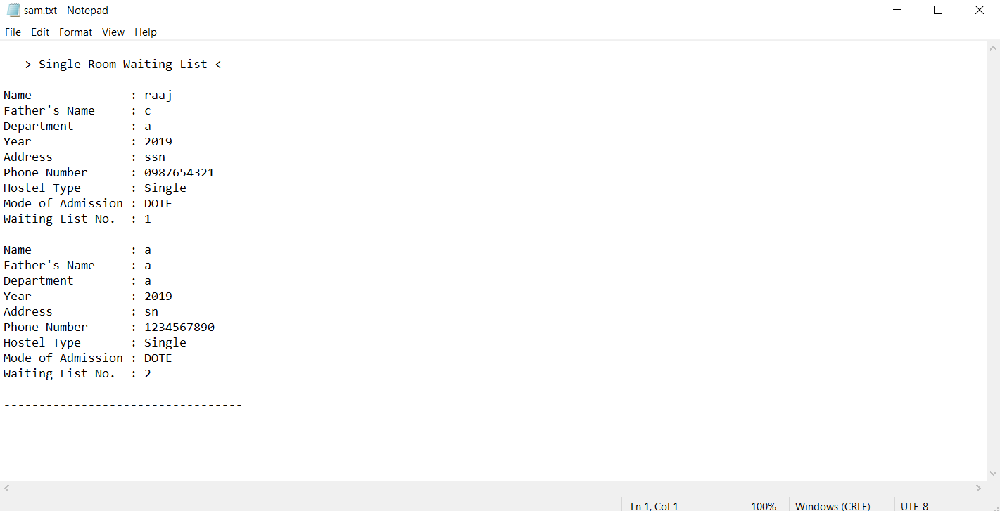 sam.txt - Notepad
File Edit Format View Help
---> Single Room Waiting List <---
Name : raaj
Father's Name : c
Department : a
Year : 2019
Address : ssn
Phone Number : 0987654321
Hostel Type : Single
Mode of Admission : DOTE
Waiting List No. : 1
Name : a
Father's Name : a
Department : a
Year : 2019
Address : sn
Phone Number : 1234567890
Hostel Type : Single
Mode of Admission : DOTE
Waiting List No. : 2
----------------------------------
Ln 1, Col 1 100% Windows (CRLF) UTF-8